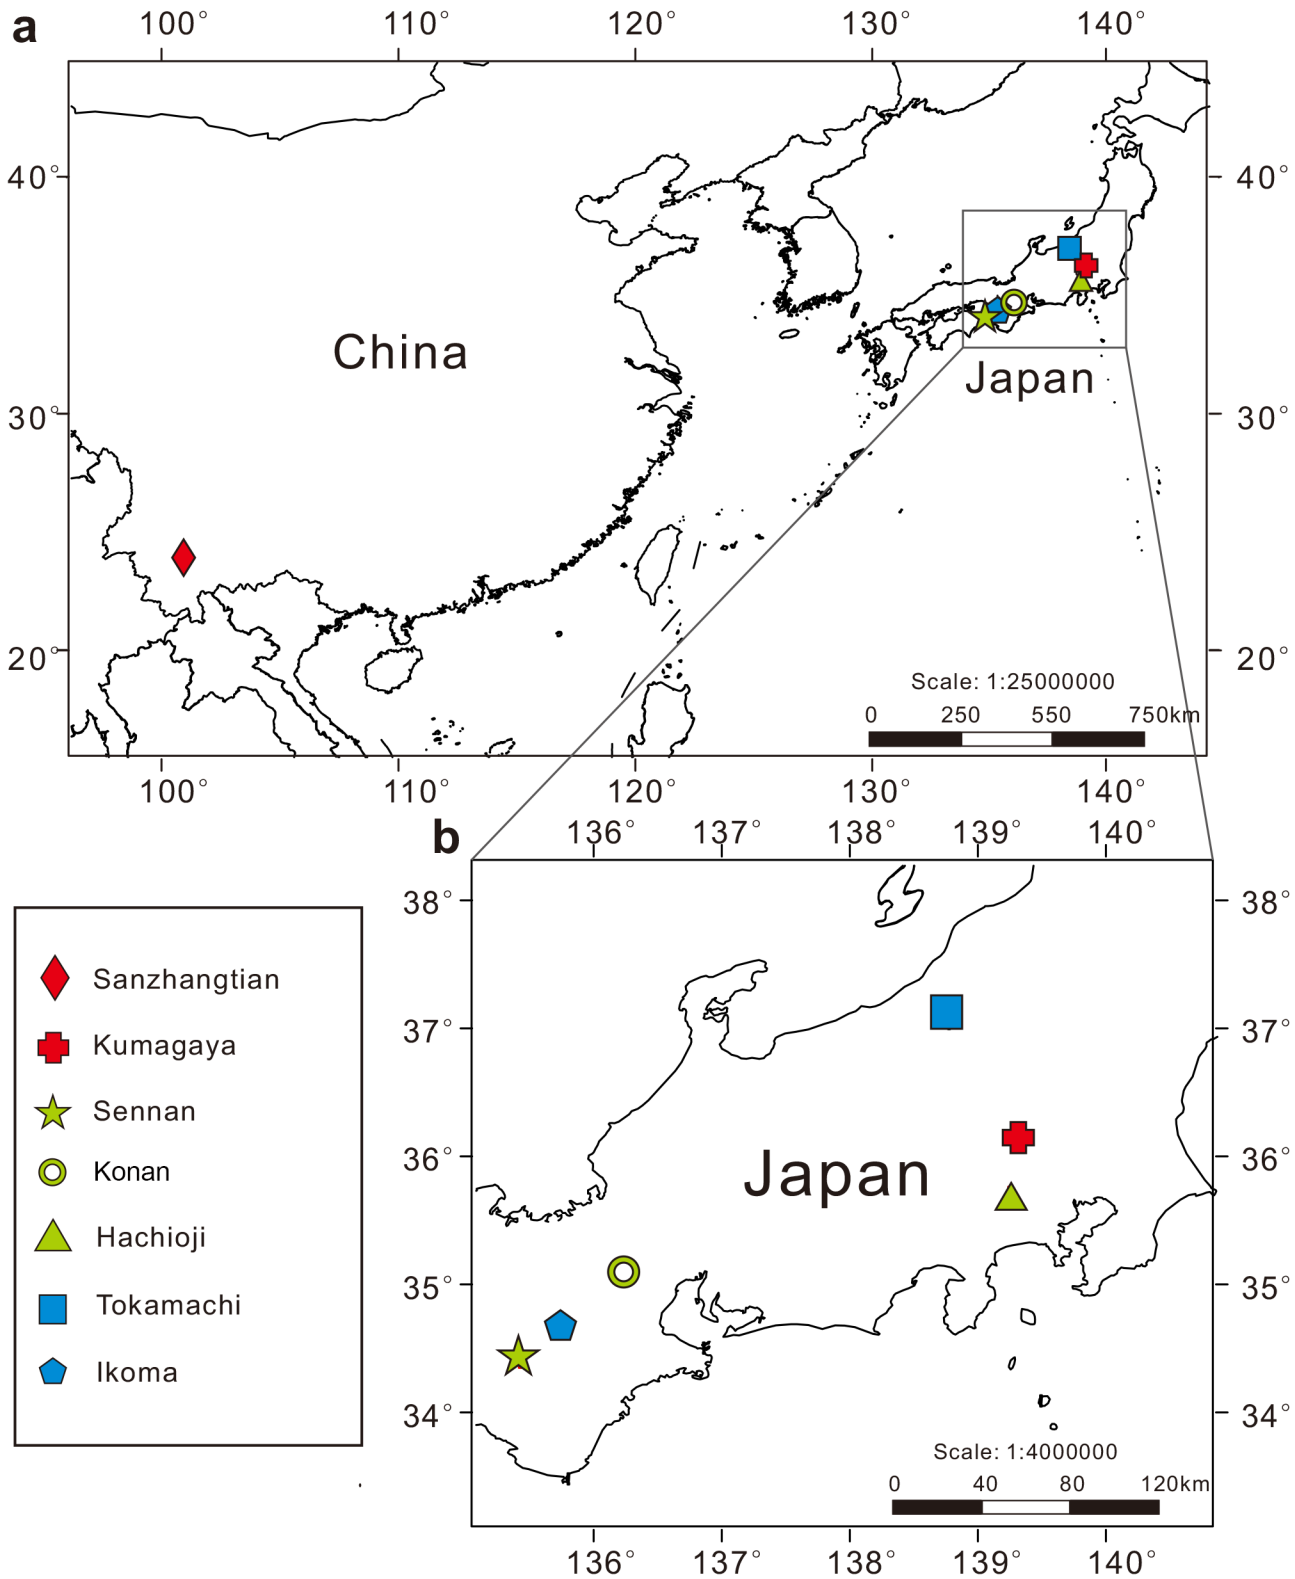 a
100° 110° 120° 130° 140°
40° 40°
China
Japan
30° 30°
20° 20°
Scale: 1:25000000
0 250 550 750km
100° 110° 120° 130° 140°
b
136° 137° 138° 139° 140°
38° 38°
37° 37°
36° 36°
Japan
35° 35°
34° 34°
Scale: 1:4000000
0 40 80 120km
136° 137° 138° 139° 140°
Sanzhangtian
Kumagaya
Sennan
Konan
Hachioji
Tokamachi
Ikoma